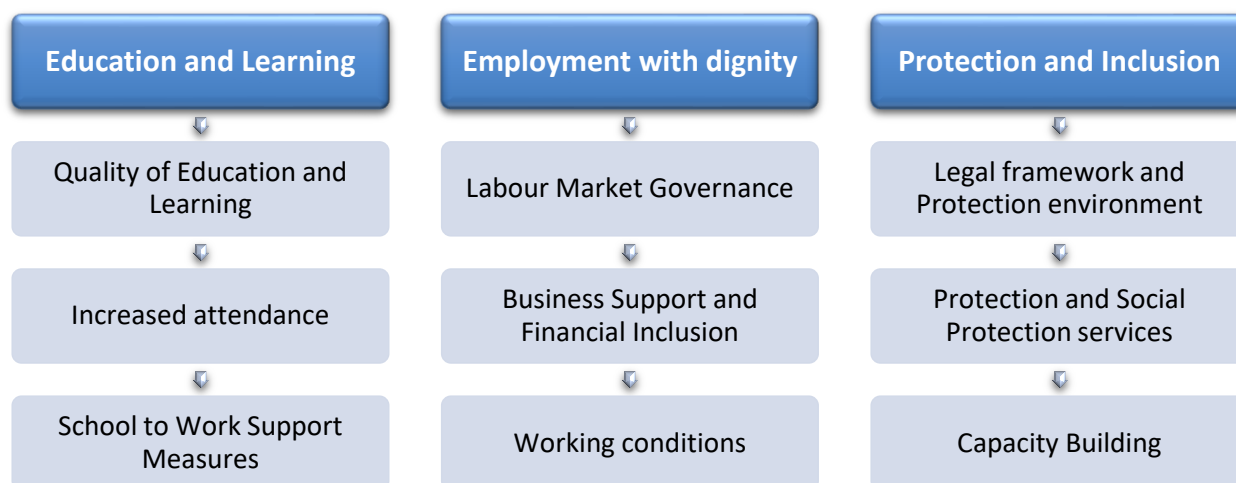 Education and Learning
Quality of Education and
Learning
Increased attendance
School to Work Support
Measures
Employment with dignity
Labour Market Governance
Business Support and
Financial Inclusion
Working conditions
Protection and Inclusion
Legal framework and
Protection environment
Protection and Social
Protection services
Capacity Building